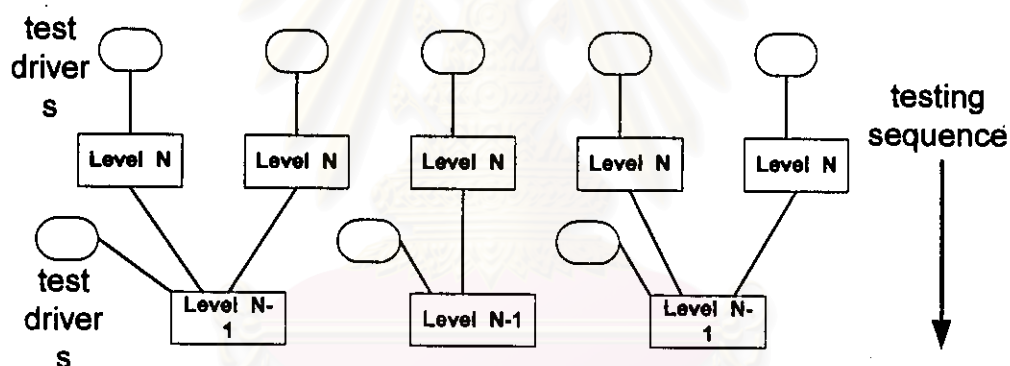 test
driver
s
testing
sequence
Level N
Level N
Level N
Level N
Level N
test
driver
s
Level N-
1
Level N-1
Level N-
1